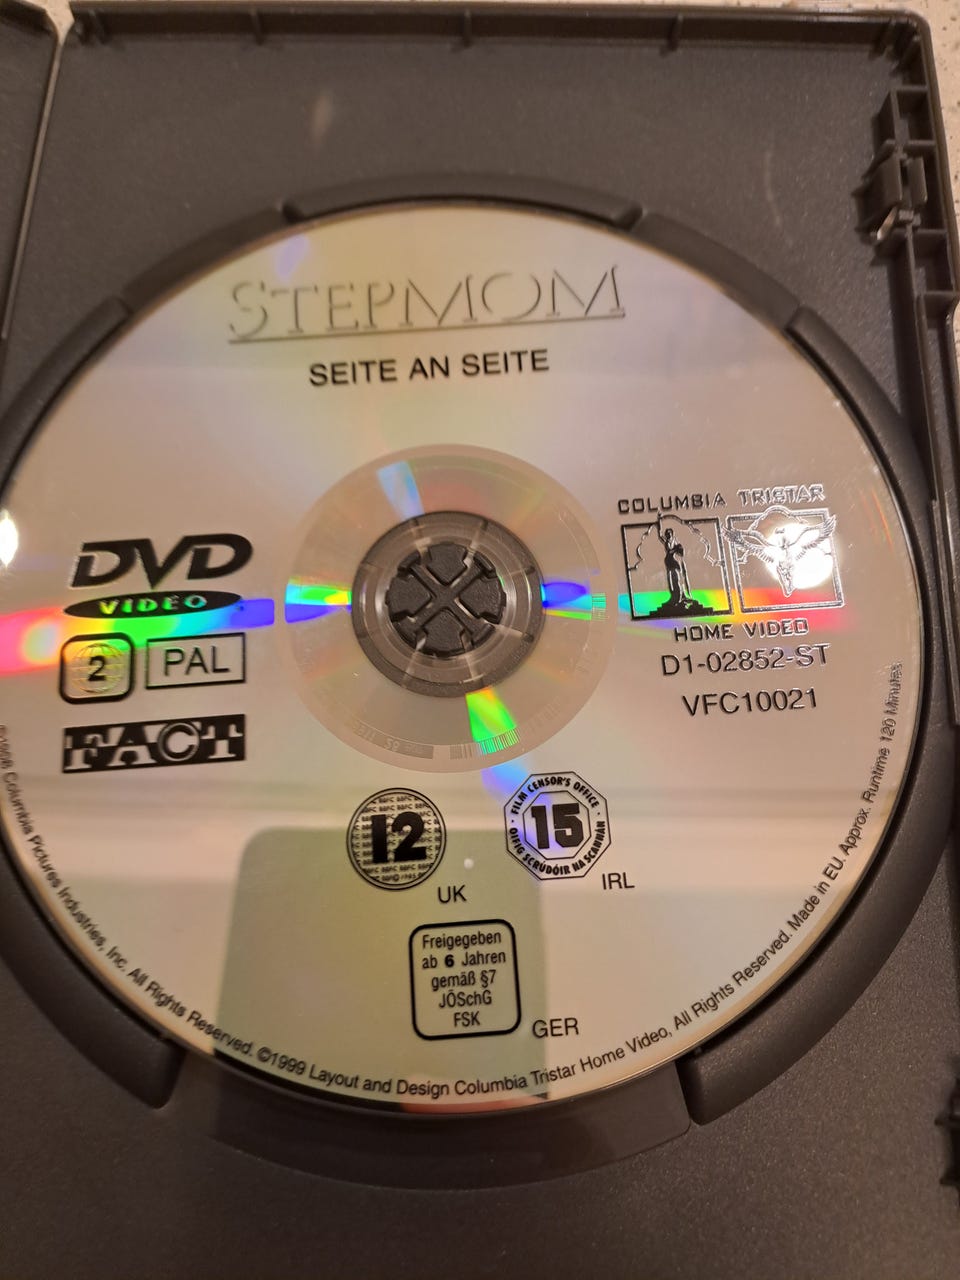 STEPMOM
SEITE AN SEITE
DVD
VIDEO
2
PAL
FACT
COLUMBIA TRISTAR
HOME VIDEO
D1-02852-ST
VFC10021
12
UK
FILM CENSOR'S OFFICE
15
OIFIG SCRÚDÓIR NA SCANNÁN
IRL
Freigegeben
ab 6 Jahren
gemäß §7
JÖSchG
FSK
GER
©1998 Columbia Pictures Industries, Inc. All Rights Reserved. ©1999 Layout and Design Columbia Tristar Home Video, All Rights Reserved. Made in EU. Approx. Runtime 120 Minutes